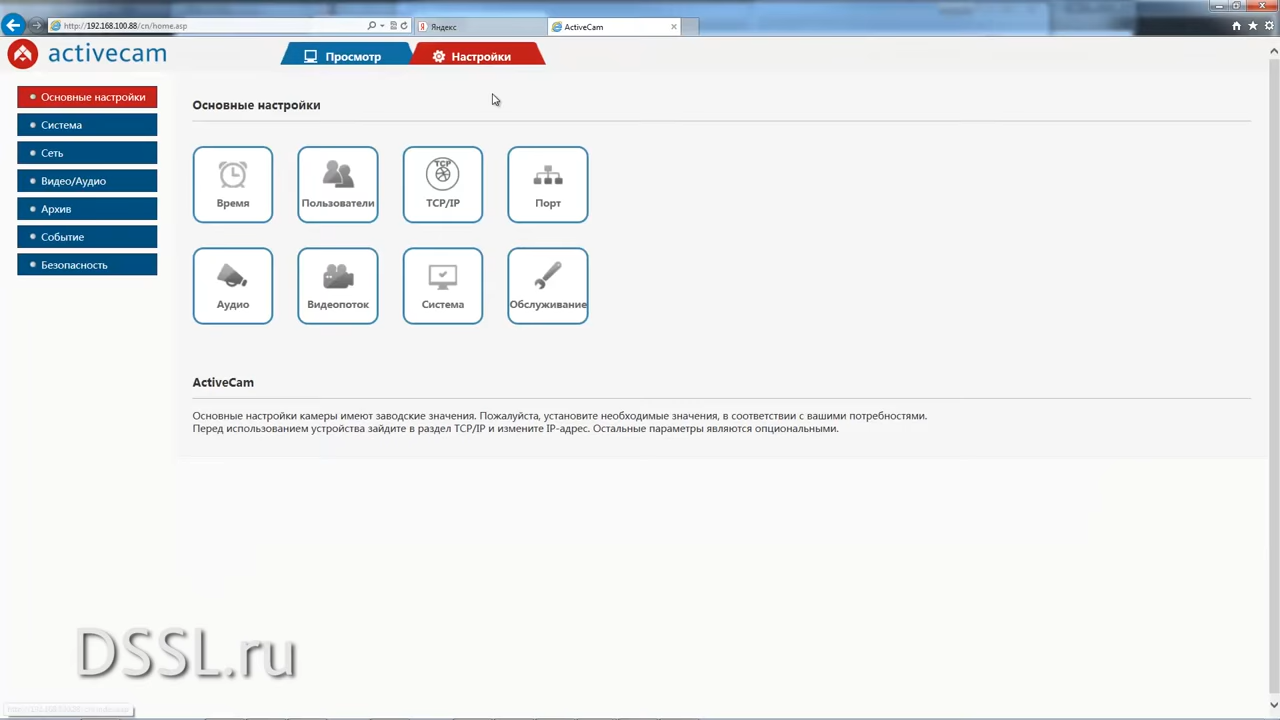 http://192.168.100.88/cn/home.asp
Яндекс
ActiveCam
activecam
Просмотр
Настройки
Основные настройки
Система
Сеть
Видео/Аудио
Архив
Событие
Безопасность
Основные настройки
Время
Пользователи
TCP
TCP/IP
Порт
Аудио
Видеопоток
Система
Обслуживание
ActiveCam
Основные настройки камеры имеют заводские значения. Пожалуйста, установите необходимые значения, в соответствии с вашими потребностями.
Перед использованием устройства зайдите в раздел TCP/IP и измените IP-адрес. Остальные параметры являются опциональными.
DSSL.ru